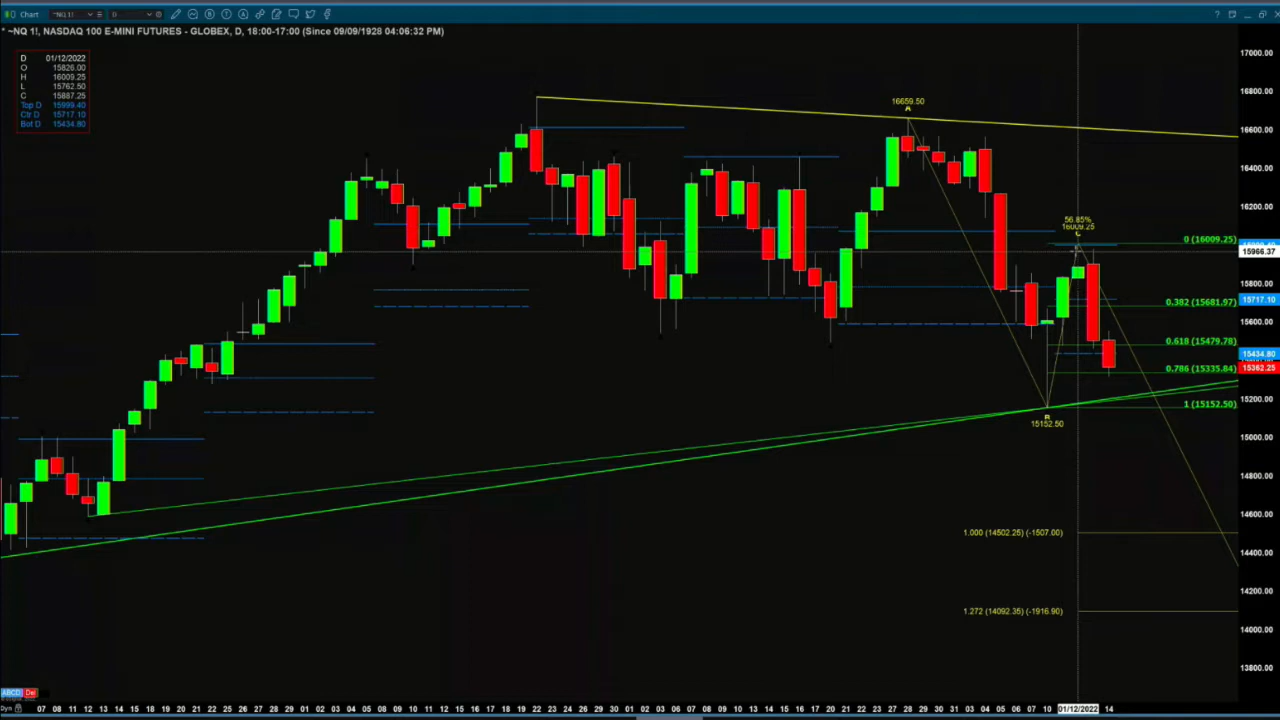 Chart ~NQ 1! D
* ~NQ 1!, NASDAQ 100 E-MINI FUTURES - GLOBEX, D, 18:00-17:00 (Since 09/09/1928 04:06:32 PM)
D 01/12/2022
O 15826.00
H 16009.25
L 15762.50
C 15887.25
Top D 15999.40
Ctr D 15717.10
Bot D 15434.80
17000.00
16800.00
16659.50
A
16600.00
16400.00
16200.00
56.85%
16009.25
C
0 (16009.25)
15966.37
15800.00
15717.10
0.382 (15681.97)
15600.00
0.618 (15479.78)
15434.80
0.786 (15335.84)
15362.25
15200.00
1 (15152.50)
B
15152.50
15000.00
14800.00
14600.00
1.000 (14502.25) (-1507.00)
14400.00
14200.00
1.272 (14092.35) (-1916.90)
14000.00
13800.00
ABCD Del
Dyn 07 08 11 12 13 14 15 18 19 20 21 22 25 26 27 28 29 01 02 03 04 05 08 09 10 11 12 15 16 17 18 19 22 23 24 26 29 30 01 02 03 06 07 08 09 10 13 14 15 16 17 20 21 22 23 27 28 29 30 31 03 04 05 06 07 10 01/12/2022 14